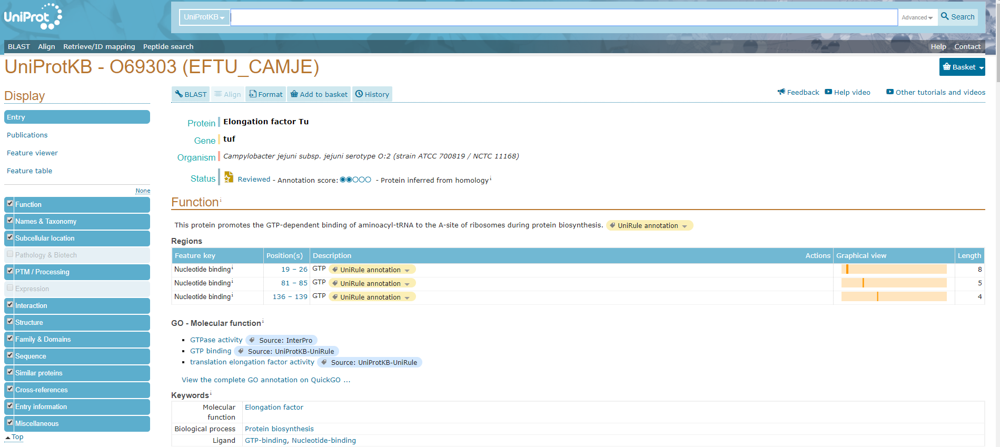 UniProt
UniProtKB
Advanced
Search
BLAST Align Retrieve/ID mapping Peptide search
Help Contact
UniProtKB - O69303 (EFTU_CAMJE)
Basket
Display
BLAST Align Format Add to basket History
Feedback Help video Other tutorials and videos
Entry
Publications
Feature viewer
Feature table
None
Function
Names & Taxonomy
Subcellular location
Pathology & Biotech
PTM / Processing
Expression
Interaction
Structure
Family & Domains
Sequence
Similar proteins
Cross-references
Entry information
Miscellaneous
Top
Protein Elongation factor Tu
Gene tuf
Organism Campylobacter jejuni subsp. jejuni serotype O:2 (strain ATCC 700819 / NCTC 11168)
Status Reviewed - Annotation score: - Protein inferred from homology i
Function i
This protein promotes the GTP-dependent binding of aminoacyl-tRNA to the A-site of ribosomes during protein biosynthesis. UniRule annotation
Regions
Feature key Position(s) Description Actions Graphical view Length
Nucleotide binding i 19 – 26 GTP UniRule annotation 8
Nucleotide binding i 81 – 85 GTP UniRule annotation 5
Nucleotide binding i 136 – 139 GTP UniRule annotation 4
GO - Molecular function i
GTPase activity Source: InterPro
GTP binding Source: UniProtKB-UniRule
translation elongation factor activity Source: UniProtKB-UniRule
View the complete GO annotation on QuickGO ...
Keywords i
Molecular function Elongation factor
Biological process Protein biosynthesis
Ligand GTP-binding, Nucleotide-binding